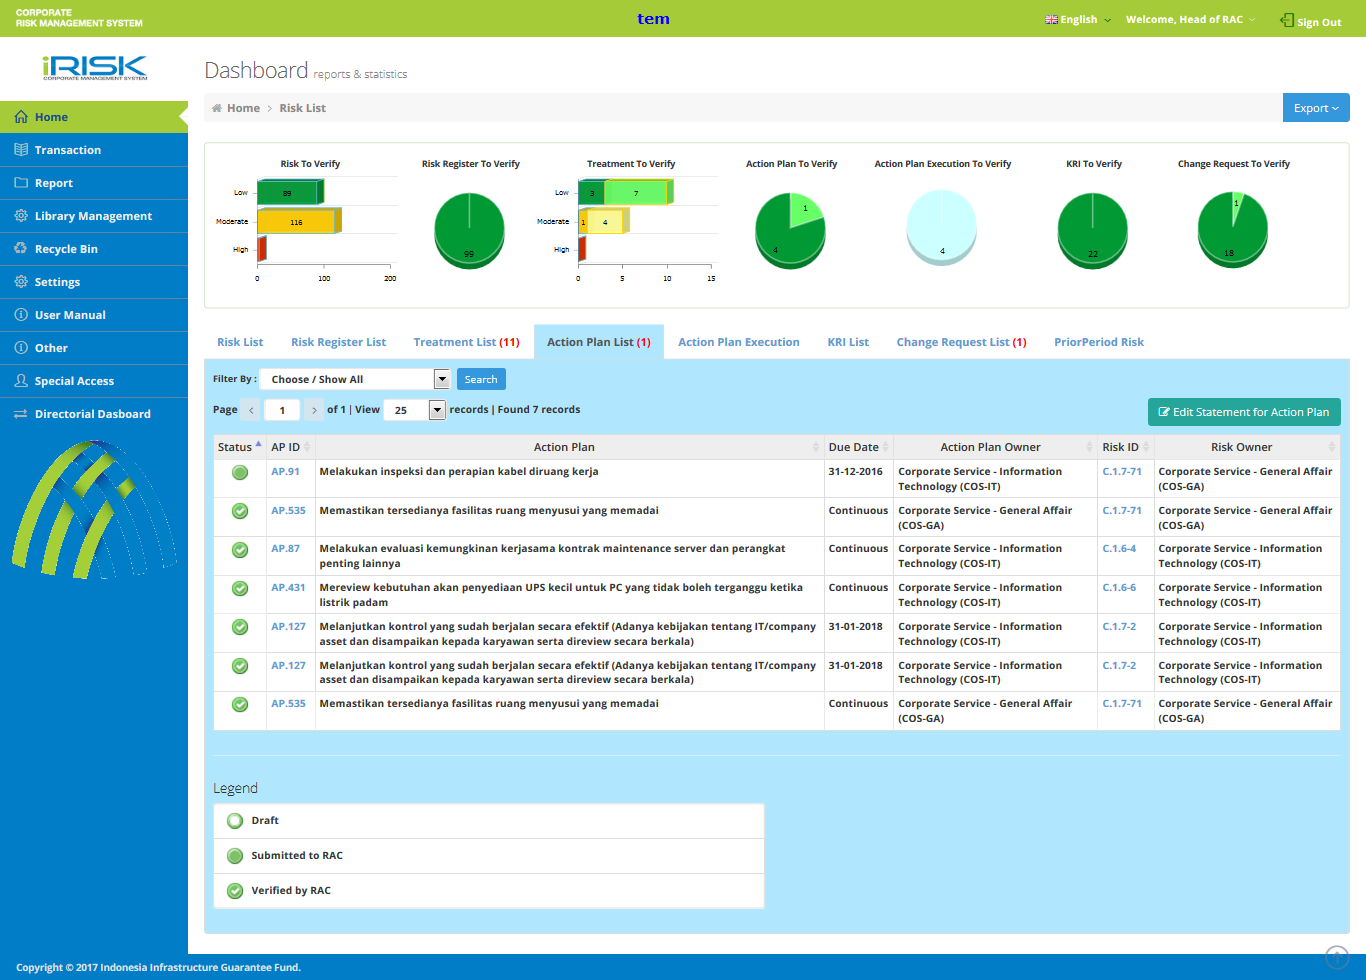 CORPORATE
RISK MANAGEMENT SYSTEM
tem
English
Welcome, Head of RAC
Sign Out
iRISK
CORPORATE MANAGEMENT SYSTEM
Dashboard reports & statistics
Home > Risk List
Export
Home
Transaction
Report
Library Management
Recycle Bin
Settings
User Manual
Other
Special Access
Directorial Dasboard
Risk To Verify
Low
89
Moderate
116
High
0 100 200
Risk Register To Verify
99
Treatment To Verify
Low
3 7
Moderate
1 4
High
0 5 10 15
Action Plan To Verify
1
4
Action Plan Execution To Verify
4
KRI To Verify
22
Change Request To Verify
1
18
Risk List
Risk Register List
Treatment List (11)
Action Plan List (1)
Action Plan Execution
KRI List
Change Request List (1)
PriorPeriod Risk
Filter By : Choose / Show All Search
Page < 1 > of 1 | View 25 records | Found 7 records
Edit Statement for Action Plan
Status AP ID Action Plan Due Date Action Plan Owner Risk ID Risk Owner
AP.91 Melakukan inspeksi dan perapian kabel diruang kerja 31-12-2016 Corporate Service - Information C.1.7-71 Corporate Service - General Affair
Technology (COS-IT) (COS-GA)
AP.535 Memastikan tersedianya fasilitas ruang menyusui yang memadai Continuous Corporate Service - General Affair C.1.7-71 Corporate Service - General Affair
(COS-GA) (COS-GA)
AP.87 Melakukan evaluasi kemungkinan kerjasama kontrak maintenance server dan perangkat Continuous Corporate Service - Information C.1.6-4 Corporate Service - Information
penting lainnya Technology (COS-IT) Technology (COS-IT)
AP.431 Mereview kebutuhan akan penyediaan UPS kecil untuk PC yang tidak boleh terganggu ketika Continuous Corporate Service - Information C.1.6-6 Corporate Service - Information
listrik padam Technology (COS-IT) Technology (COS-IT)
AP.127 Melanjutkan kontrol yang sudah berjalan secara efektif (Adanya kebijakan tentang IT/company 31-01-2018 Corporate Service - Information C.1.7-2 Corporate Service - Information
asset dan disampaikan kepada karyawan serta direview secara berkala) Technology (COS-IT) Technology (COS-IT)
AP.127 Melanjutkan kontrol yang sudah berjalan secara efektif (Adanya kebijakan tentang IT/company 31-01-2018 Corporate Service - Information C.1.7-2 Corporate Service - Information
asset dan disampaikan kepada karyawan serta direview secara berkala) Technology (COS-IT) Technology (COS-IT)
AP.535 Memastikan tersedianya fasilitas ruang menyusui yang memadai Continuous Corporate Service - General Affair C.1.7-71 Corporate Service - General Affair
(COS-GA) (COS-GA)
Legend
Draft
Submitted to RAC
Verified by RAC
Copyright © 2017 Indonesia Infrastructure Guarantee Fund.